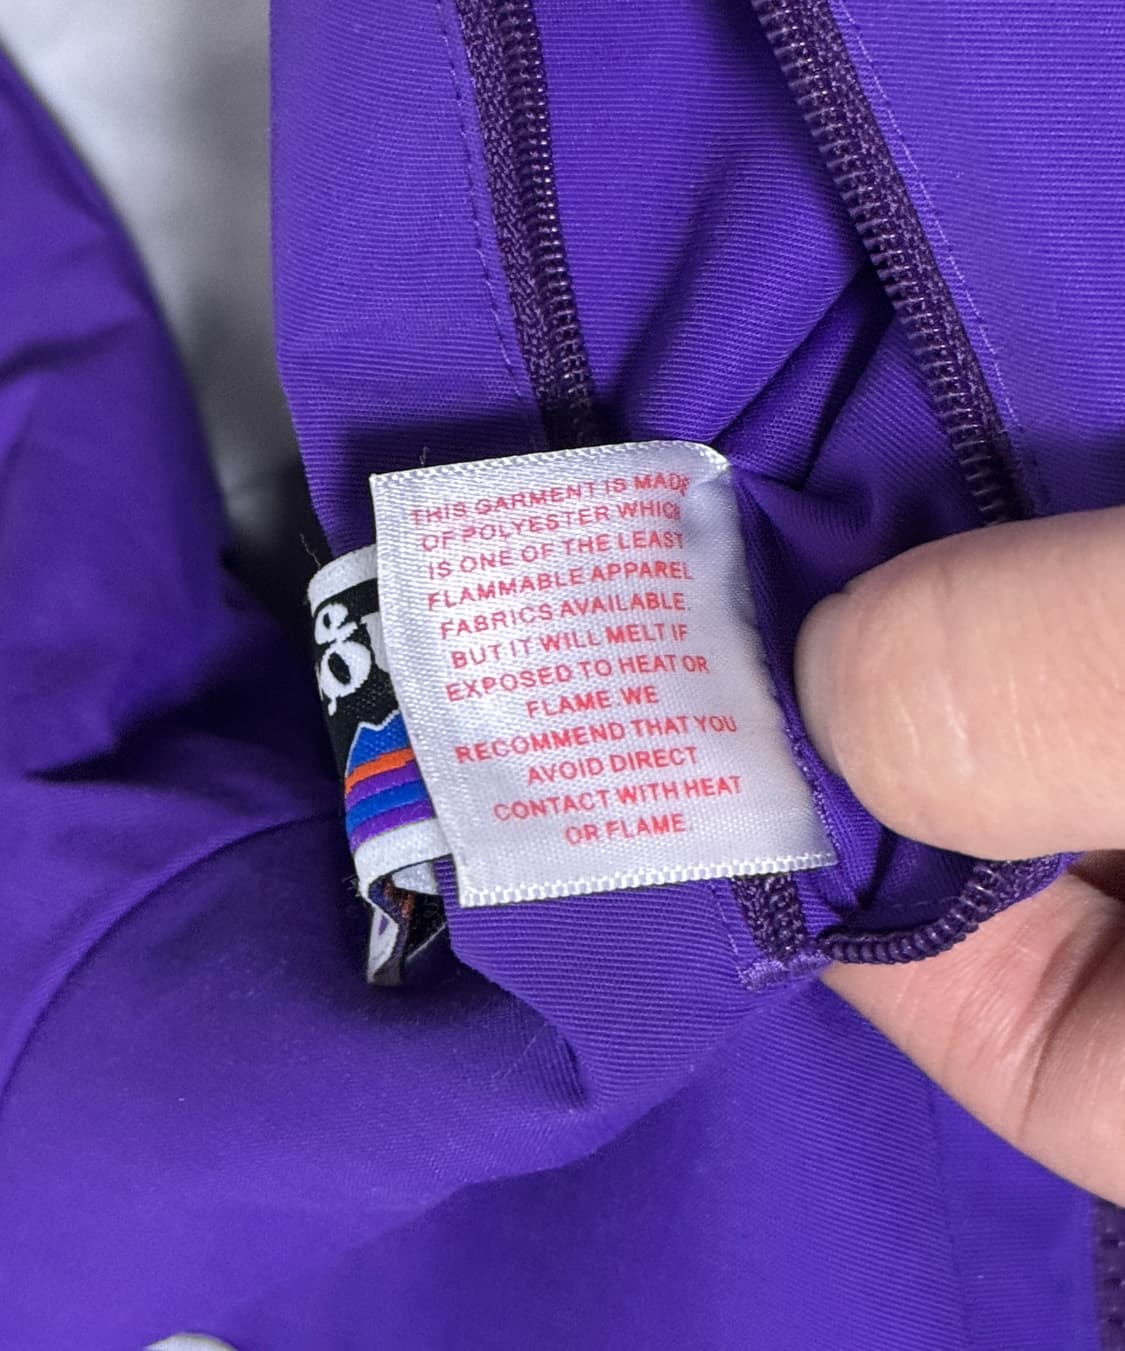 THIS GARMENT IS MADE
OF POLYESTER WHICH
IS ONE OF THE LEAST
FLAMMABLE APPAREL
FABRICS AVAILABLE.
BUT IT WILL MELT IF
EXPOSED TO HEAT OR
FLAME. WE
RECOMMEND THAT YOU
AVOID DIRECT
CONTACT WITH HEAT
OR FLAME.